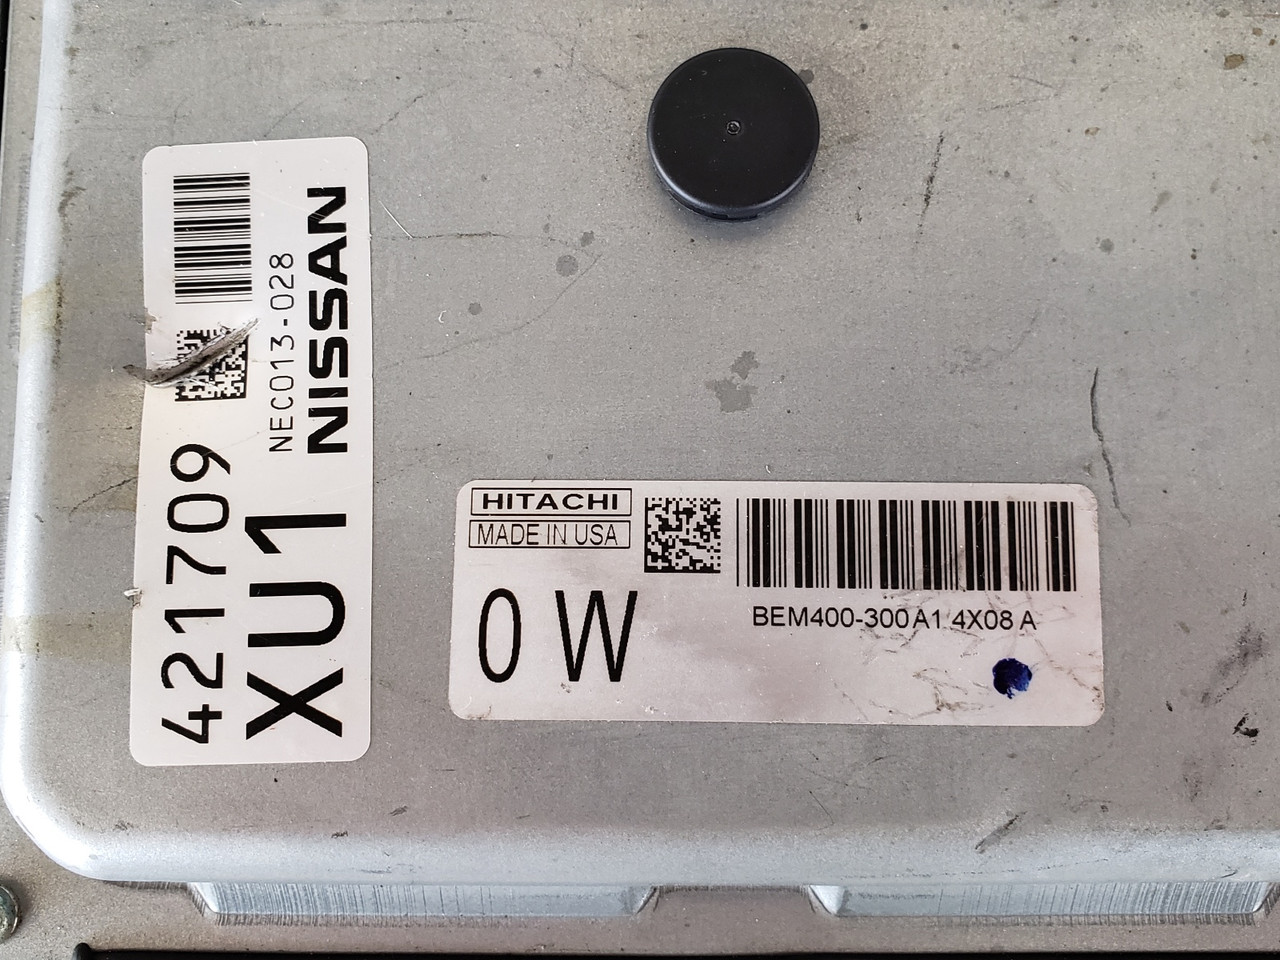 NISSAN
NEC013-028
421709
XU1
HITACHI
MADE IN USA
0 W
BEM400-300 A1 4X08 A